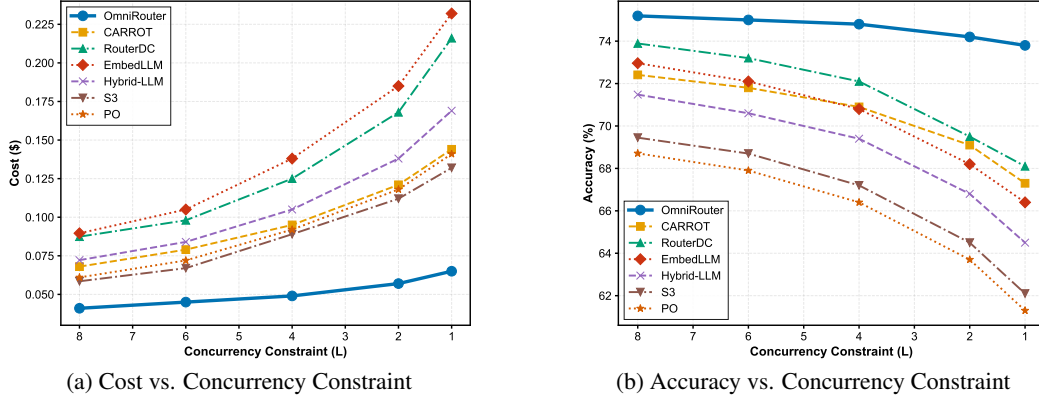 0.225
0.200
0.175
0.150
0.125
0.100
0.075
0.050
Cost ($)
OmniRouter
CARROT
RouterDC
EmbedLLM
Hybrid-LLM
S3
PO
8 7 6 5 4 3 2 1
Concurrency Constraint (L)
(a) Cost vs. Concurrency Constraint
74
72
70
68
66
64
62
Accuracy (%)
OmniRouter
CARROT
RouterDC
EmbedLLM
Hybrid-LLM
S3
PO
8 7 6 5 4 3 2 1
Concurrency Constraint (L)
(b) Accuracy vs. Concurrency Constraint